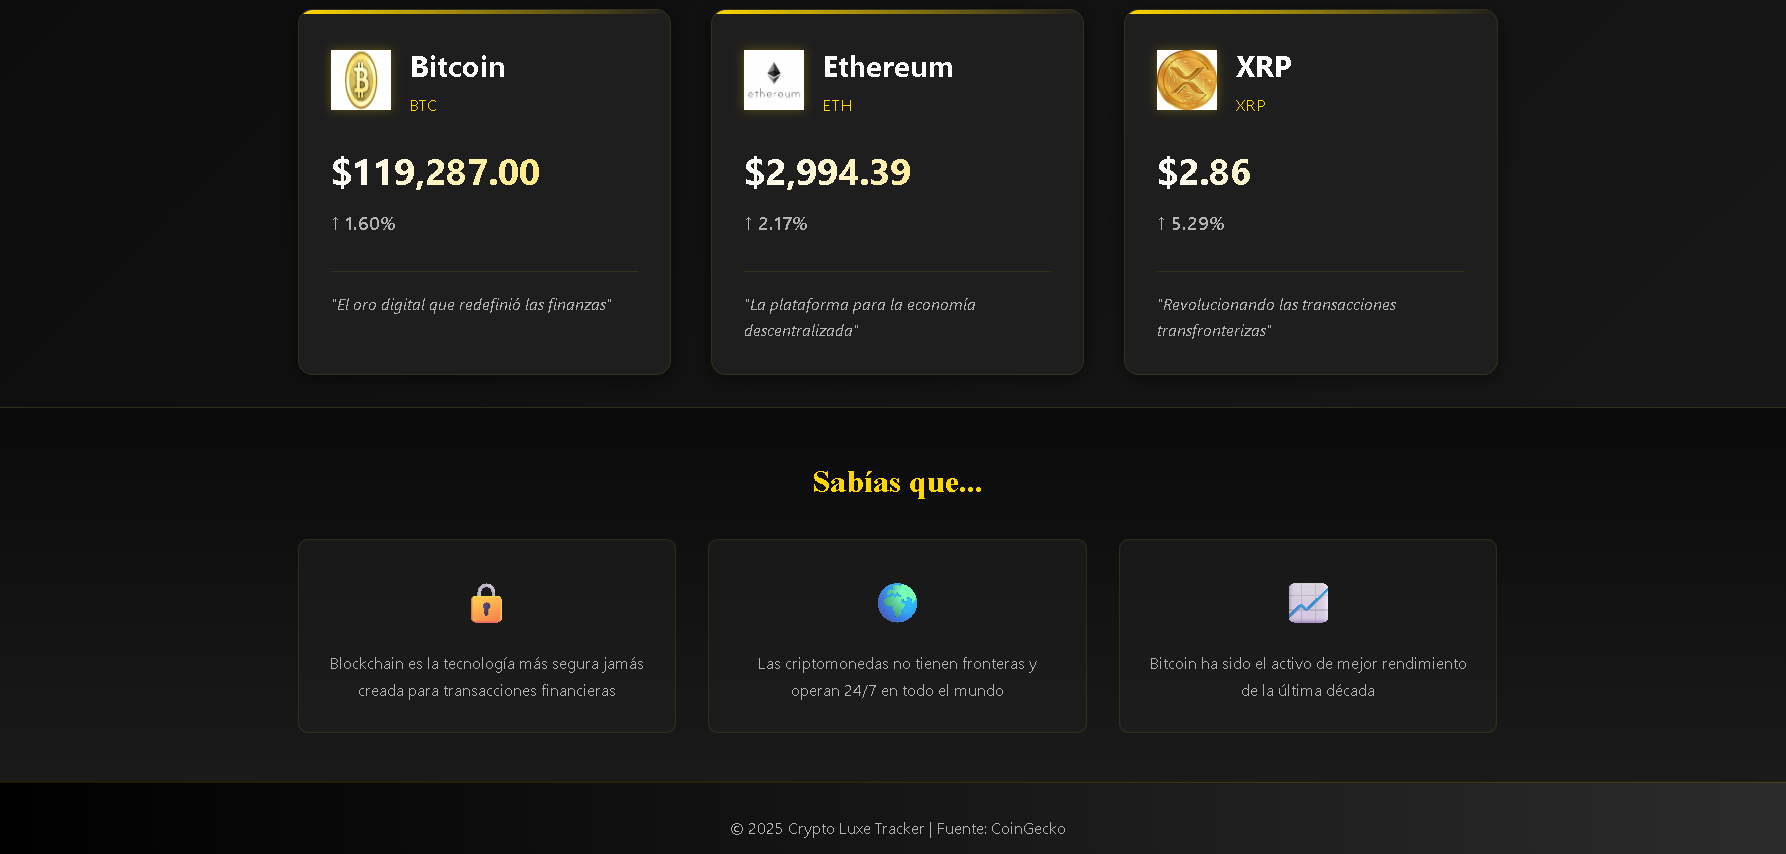 Bitcoin
BTC
$119,287.00
↑ 1.60%
"El oro digital que redefinió las finanzas"
ethereum
Ethereum
ETH
$2,994.39
↑ 2.17%
"La plataforma para la economía
descentralizada"
XRP
XRP
$2.86
↑ 5.29%
"Revolucionando las transacciones
transfronterizas"
Sabías que...
Blockchain es la tecnología más segura jamás
creada para transacciones financieras
Las criptomonedas no tienen fronteras y
operan 24/7 en todo el mundo
Bitcoin ha sido el activo de mejor rendimiento
de la última década
© 2025 Crypto Luxe Tracker | Fuente: CoinGecko